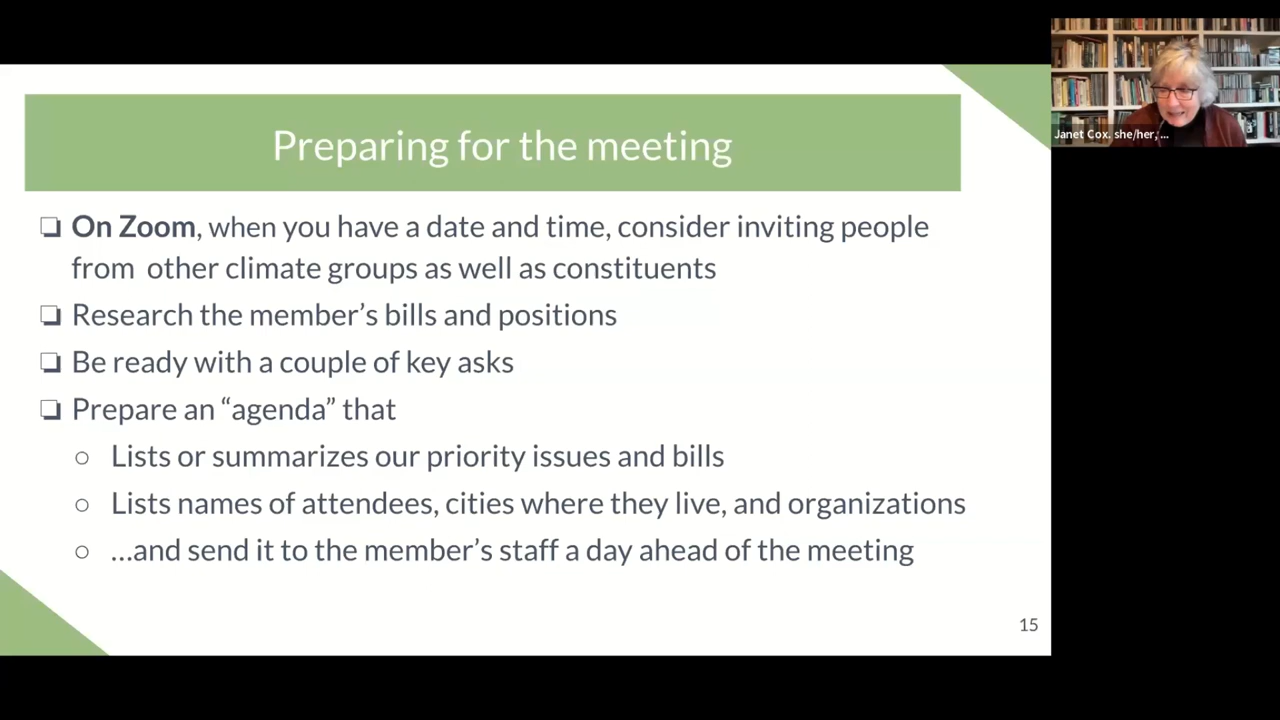 Preparing for the meeting
❏ On Zoom, when you have a date and time, consider inviting people
from other climate groups as well as constituents
❏ Research the member’s bills and positions
❏ Be ready with a couple of key asks
❏ Prepare an “agenda” that
○ Lists or summarizes our priority issues and bills
○ Lists names of attendees, cities where they live, and organizations
○ …and send it to the member’s staff a day ahead of the meeting
15
Janet Cox. she/her, ...